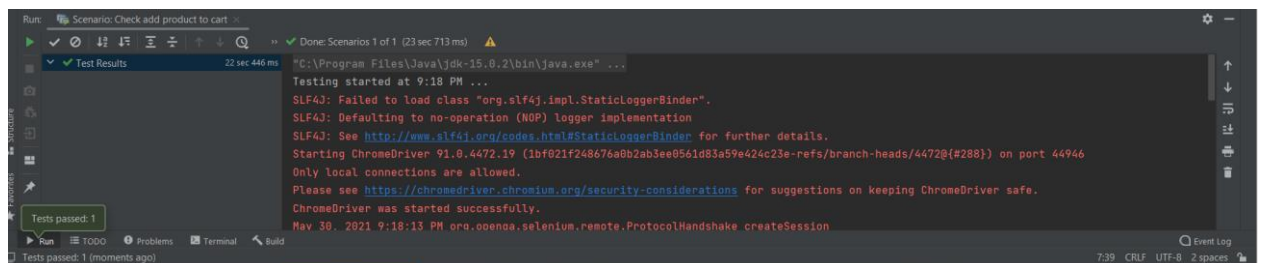 Run: Scenario: Check add product to cart ×
» Done: Scenarios 1 of 1 (23 sec 713 ms)
Test Results 22 sec 446 ms
"C:\Program Files\Java\jdk-15.0.2\bin\java.exe" ...
Testing started at 9:18 PM ...
SLF4J: Failed to load class "org.slf4j.impl.StaticLoggerBinder".
SLF4J: Defaulting to no-operation (NOP) logger implementation
SLF4J: See http://www.slf4j.org/codes.html#StaticLoggerBinder for further details.
Starting ChromeDriver 91.0.4472.19 (1bf021f248676a0b2ab3ee0561d83a59e424c23e-refs/branch-heads/4472@{#288}) on port 44946
Only local connections are allowed.
Please see https://chromedriver.chromium.org/security-considerations for suggestions on keeping ChromeDriver safe.
ChromeDriver was started successfully.
May 30, 2021 9:18:13 PM org.openqa.selenium.remote.ProtocolHandshake createSession
Structure
Favorites
Tests passed: 1
Run TODO Problems Terminal Build Event Log
Tests passed: 1 (moments ago) 7:39 CRLF UTF-8 2 spaces